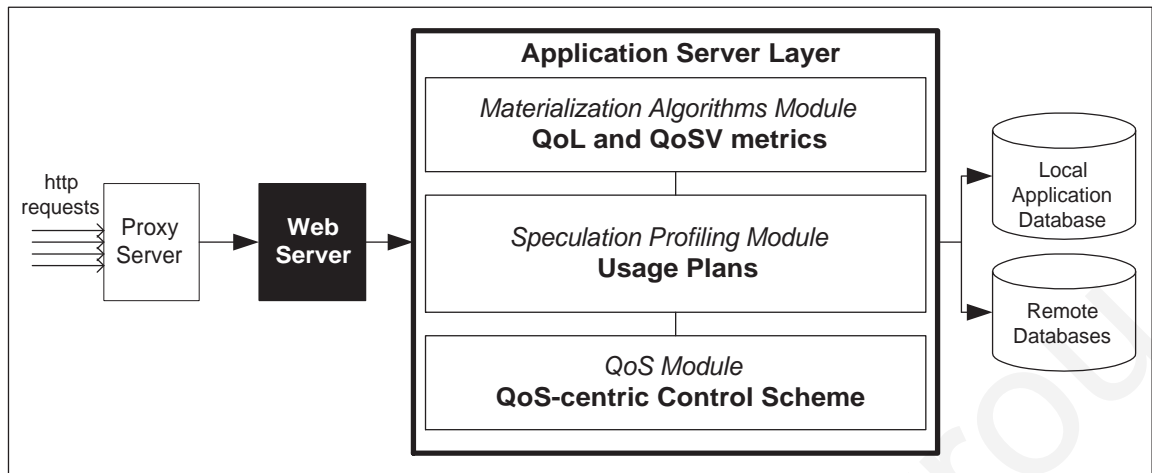 http
requests
Proxy
Server
Web
Server
Application Server Layer
Materialization Algorithms Module
QoL and QoSV metrics
Speculation Profiling Module
Usage Plans
QoS Module
QoS-centric Control Scheme
Local
Application
Database
Remote
Databases